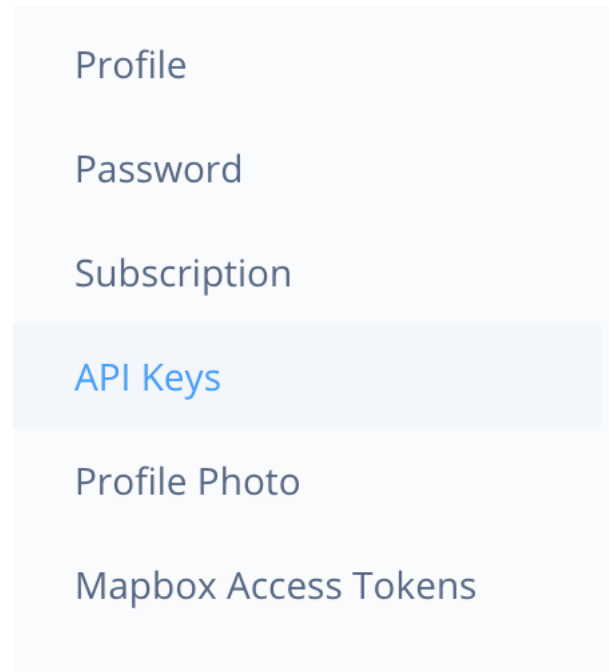 Profile
Password
Subscription
API Keys
Profile Photo
Mapbox Access Tokens